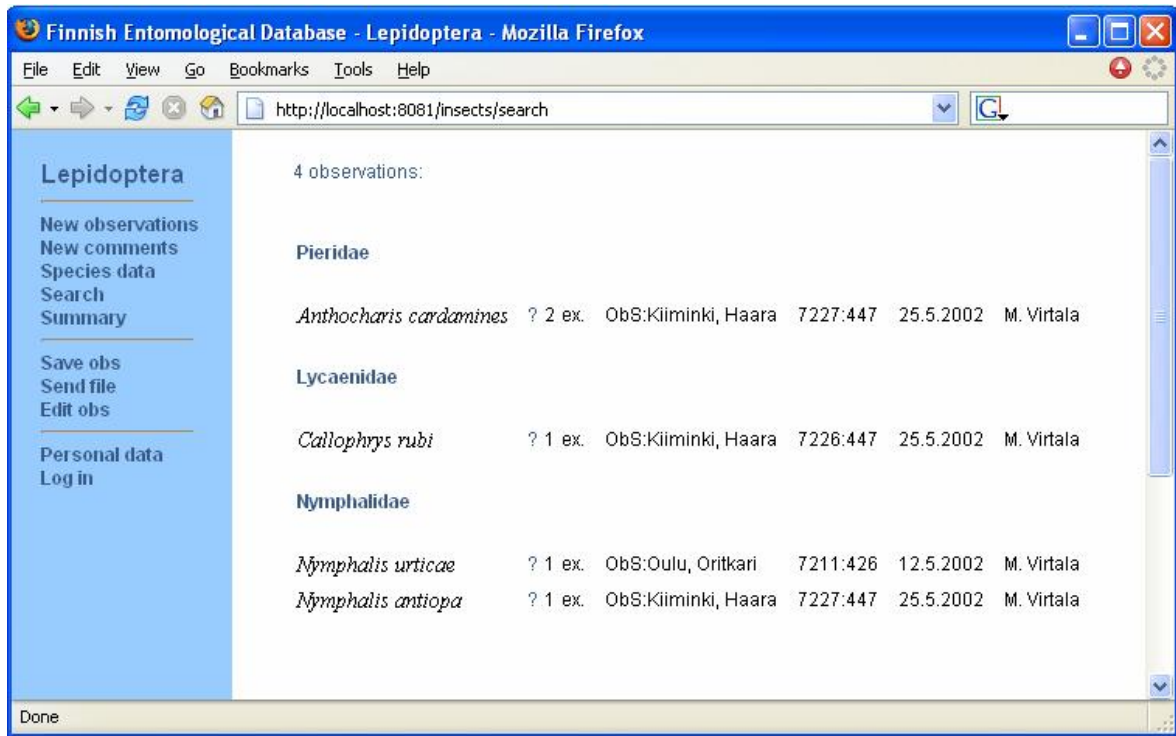 Finnish Entomological Database - Lepidoptera - Mozilla Firefox
File Edit View Go Bookmarks Tools Help
http://localhost:8081/insects/search
G
Lepidoptera
New observations
New comments
Species data
Search
Summary
Save obs
Send file
Edit obs
Personal data
Log in
4 observations:
Pieridae
Anthocharis cardamines ? 2 ex. ObS:Kiiminki, Haara 7227:447 25.5.2002 M. Virtala
Lycaenidae
Callophrys rubi ? 1 ex. ObS:Kiiminki, Haara 7226:447 25.5.2002 M. Virtala
Nymphalidae
Nymphalis urticae ? 1 ex. ObS:Oulu, Oritkari 7211:426 12.5.2002 M. Virtala
Nymphalis antiopa ? 1 ex. ObS:Kiiminki, Haara 7227:447 25.5.2002 M. Virtala
Done